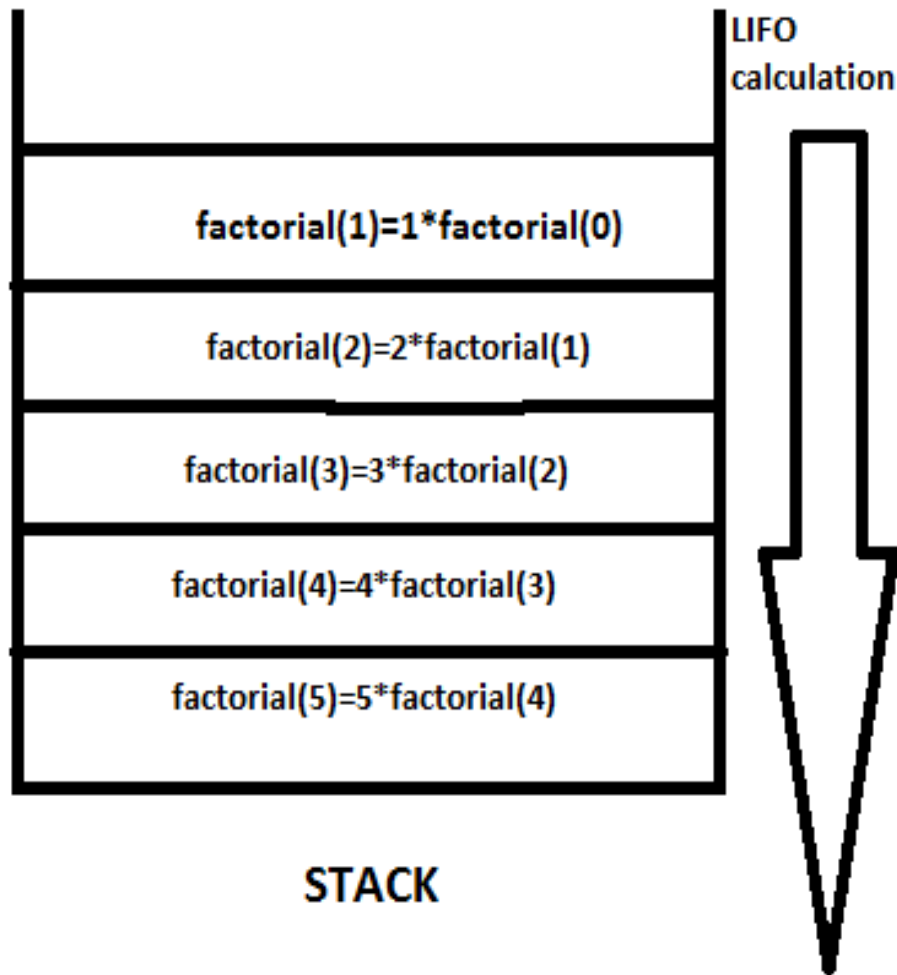 LIFO
calculation
factorial(1)=1*factorial(0)
factorial(2)=2*factorial(1)
factorial(3)=3*factorial(2)
factorial(4)=4*factorial(3)
factorial(5)=5*factorial(4)
STACK